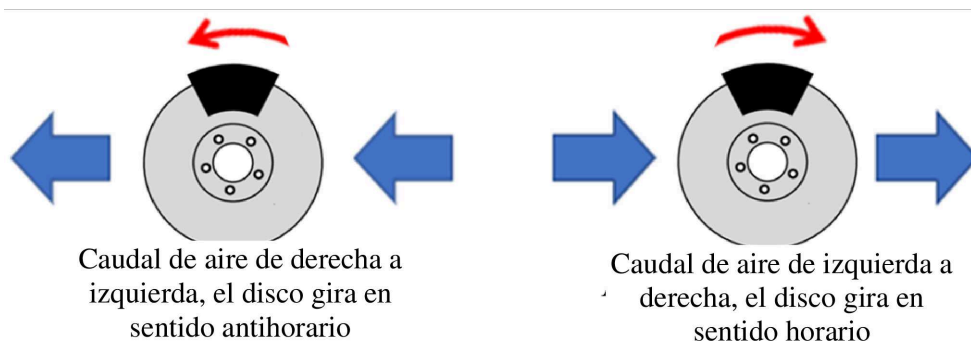 Caudal de aire de derecha a
izquierda, el disco gira en
sentido antihorario
Caudal de aire de izquierda a
derecha, el disco gira en
sentido horario